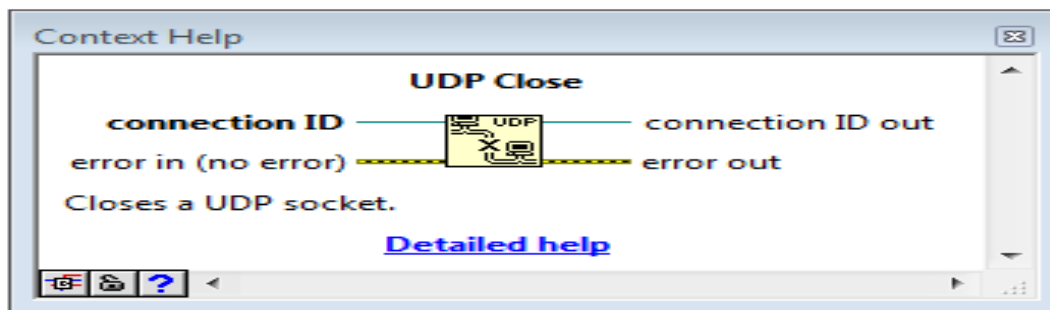 Context Help
UDP Close
connection ID UDP connection ID out
error in (no error) error out
Closes a UDP socket.
Detailed help
?